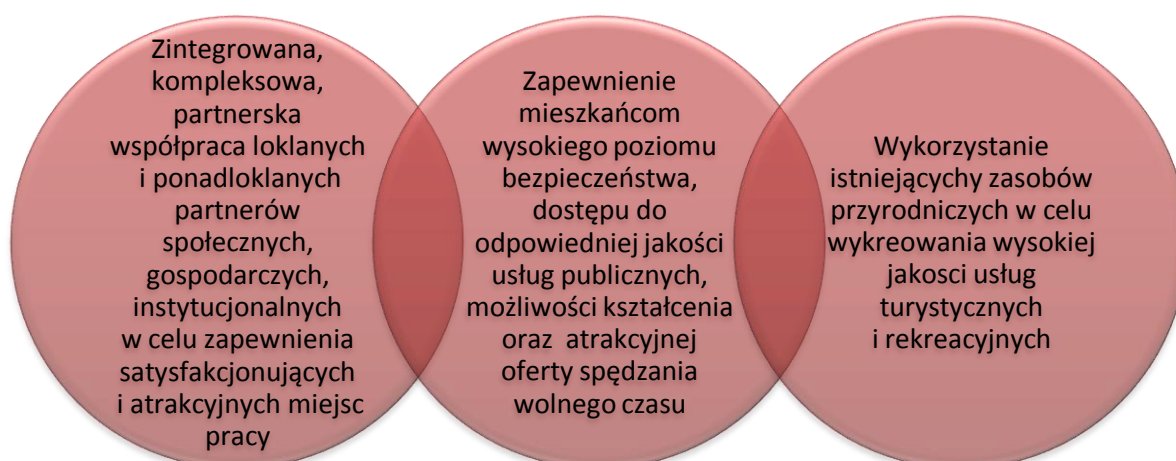 Zintegrowana,
kompleksowa,
partnerska
współpraca loklanych
i ponadloklanych
partnerów
społecznych,
gospodarczych,
instytucjonalnych
w celu zapewnienia
satysfakcjonujących
i atrakcyjnych miejsc
pracy
Zapewnienie
mieszkańcom
wysokiego poziomu
bezpieczeństwa,
dostępu do
odpowiedniej jakości
usług publicznych,
możliwości kształcenia
oraz atrakcyjnej
oferty spędzania
wolnego czasu
Wykorzystanie
istniejącychy zasobów
przyrodniczych w celu
wykreowania wysokiej
jakosci usług
turystycznych
i rekreacyjnych